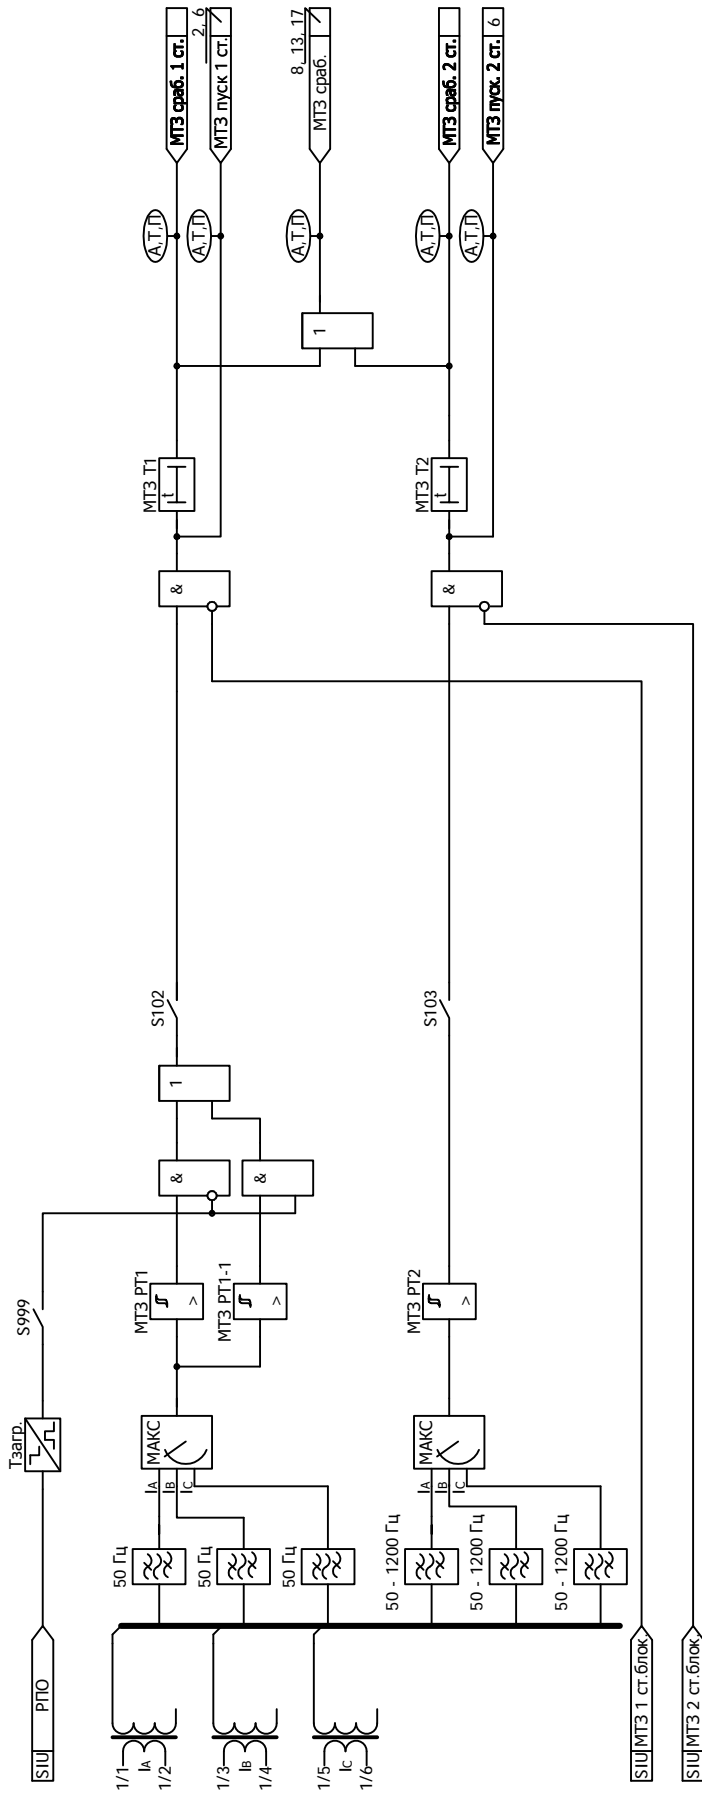 SIU РПО
Тзагр.
S999
1/1
IA
1/2
1/3
IB
1/4
1/5
IC
1/6
50 Гц
50 Гц
50 Гц
IA
IB
IC
МАКС
МТЗ РТ1
>
МТЗ РТ1-1
>
&
&
1
S102
&
МТЗ Т1
t
А,Т,П
МТЗ сраб. 1 ст.
А,Т,П
МТЗ пуск 1 ст.
2, 6
1
А,Т,П
МТЗ сраб.
8, 13, 17
50 - 1200 Гц
50 - 1200 Гц
50 - 1200 Гц
IA
IB
IC
МАКС
МТЗ РТ2
>
S103
&
МТЗ Т2
t
А,Т,П
МТЗ сраб. 2 ст.
А,Т,П
МТЗ пуск. 2 ст. 6
SIU МТЗ 1 ст.блок.
SIU МТЗ 2 ст.блок.